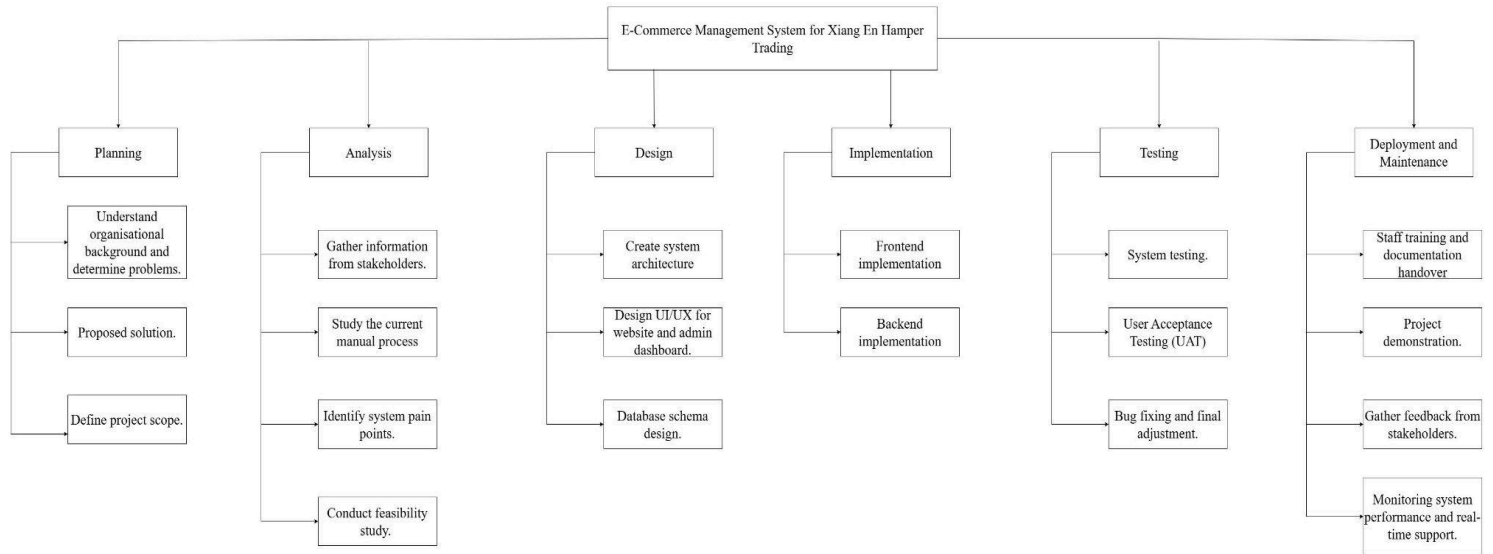 E-Commerce Management System for Xiang En Hamper
Trading
Planning
Analysis
Design
Implementation
Testing
Deployment and
Maintenance
Understand
organisational
background and
determine problems.
Proposed solution.
Define project scope.
Gather information
from stakeholders.
Study the current
manual process
Identify system pain
points.
Conduct feasibility
study.
Create system
architecture
Design UI/UX for
website and admin
dashboard.
Database schema
design.
Frontend
implementation
Backend
implementation
System testing.
User Acceptance
Testing (UAT)
Bug fixing and final
adjustment.
Staff training and
documentation
handover
Project
demonstration.
Gather feedback from
stakeholders.
Monitoring system
performance and real-
time support.